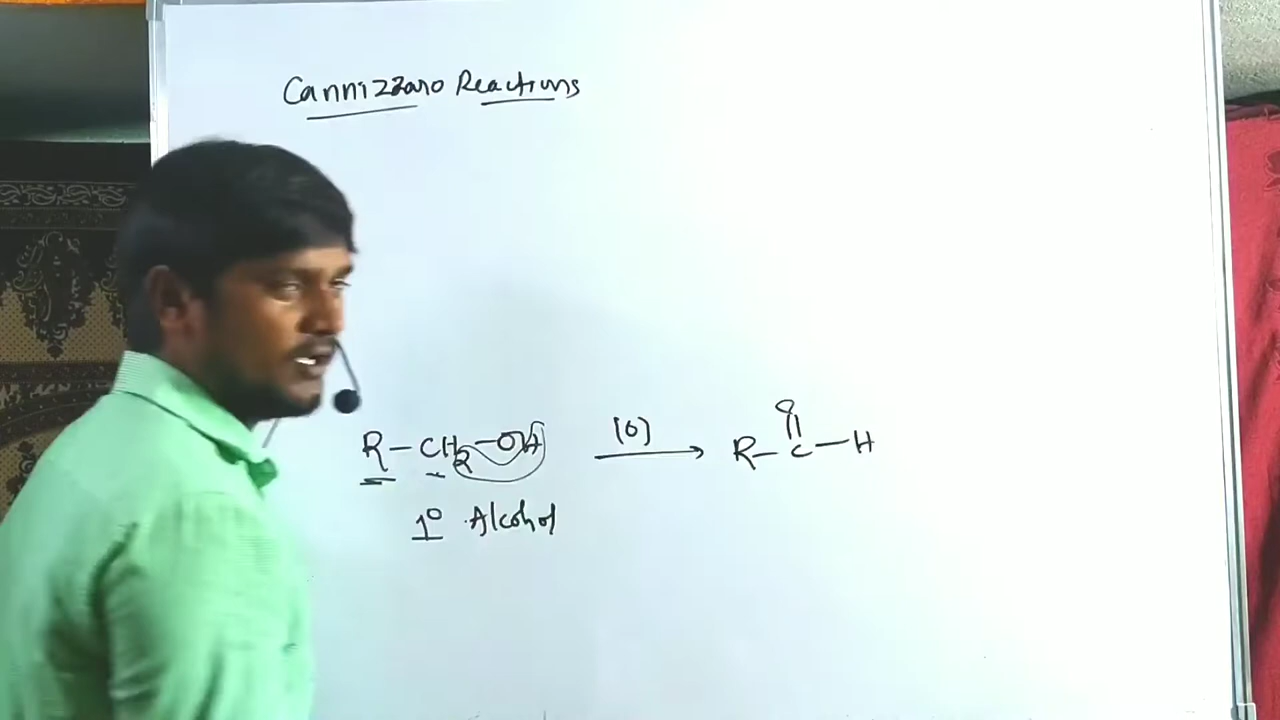 Cannizzaro Reactions
R-CH2-OH [O] → R-C-H
O
1° Alcohol